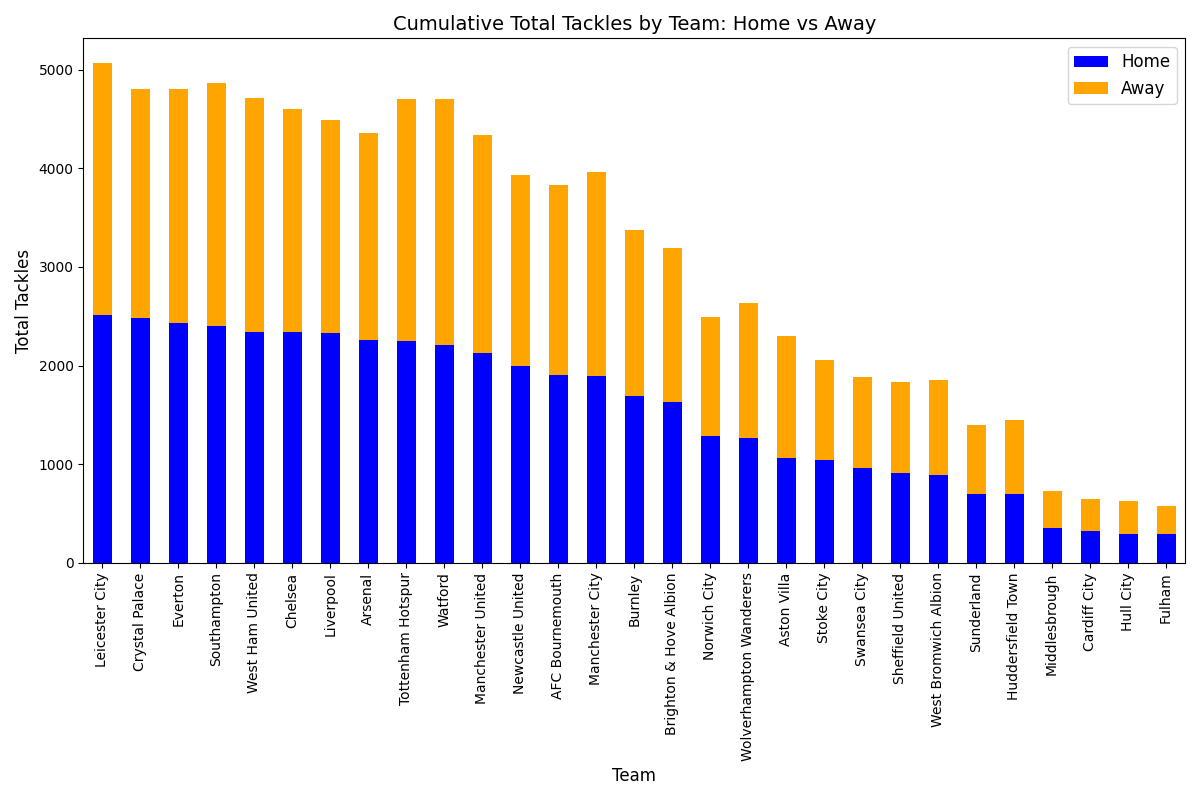 Cumulative Total Tackles by Team: Home vs Away
Home
Away
Total Tackles
5000
4000
3000
2000
1000
0
Leicester City
Crystal Palace
Everton
Southampton
West Ham United
Chelsea
Liverpool
Arsenal
Tottenham Hotspur
Watford
Manchester United
Newcastle United
AFC Bournemouth
Manchester City
Burnley
Brighton & Hove Albion
Norwich City
Wolverhampton Wanderers
Aston Villa
Stoke City
Swansea City
Sheffield United
West Bromwich Albion
Sunderland
Huddersfield Town
Middlesbrough
Cardiff City
Hull City
Fulham
Team